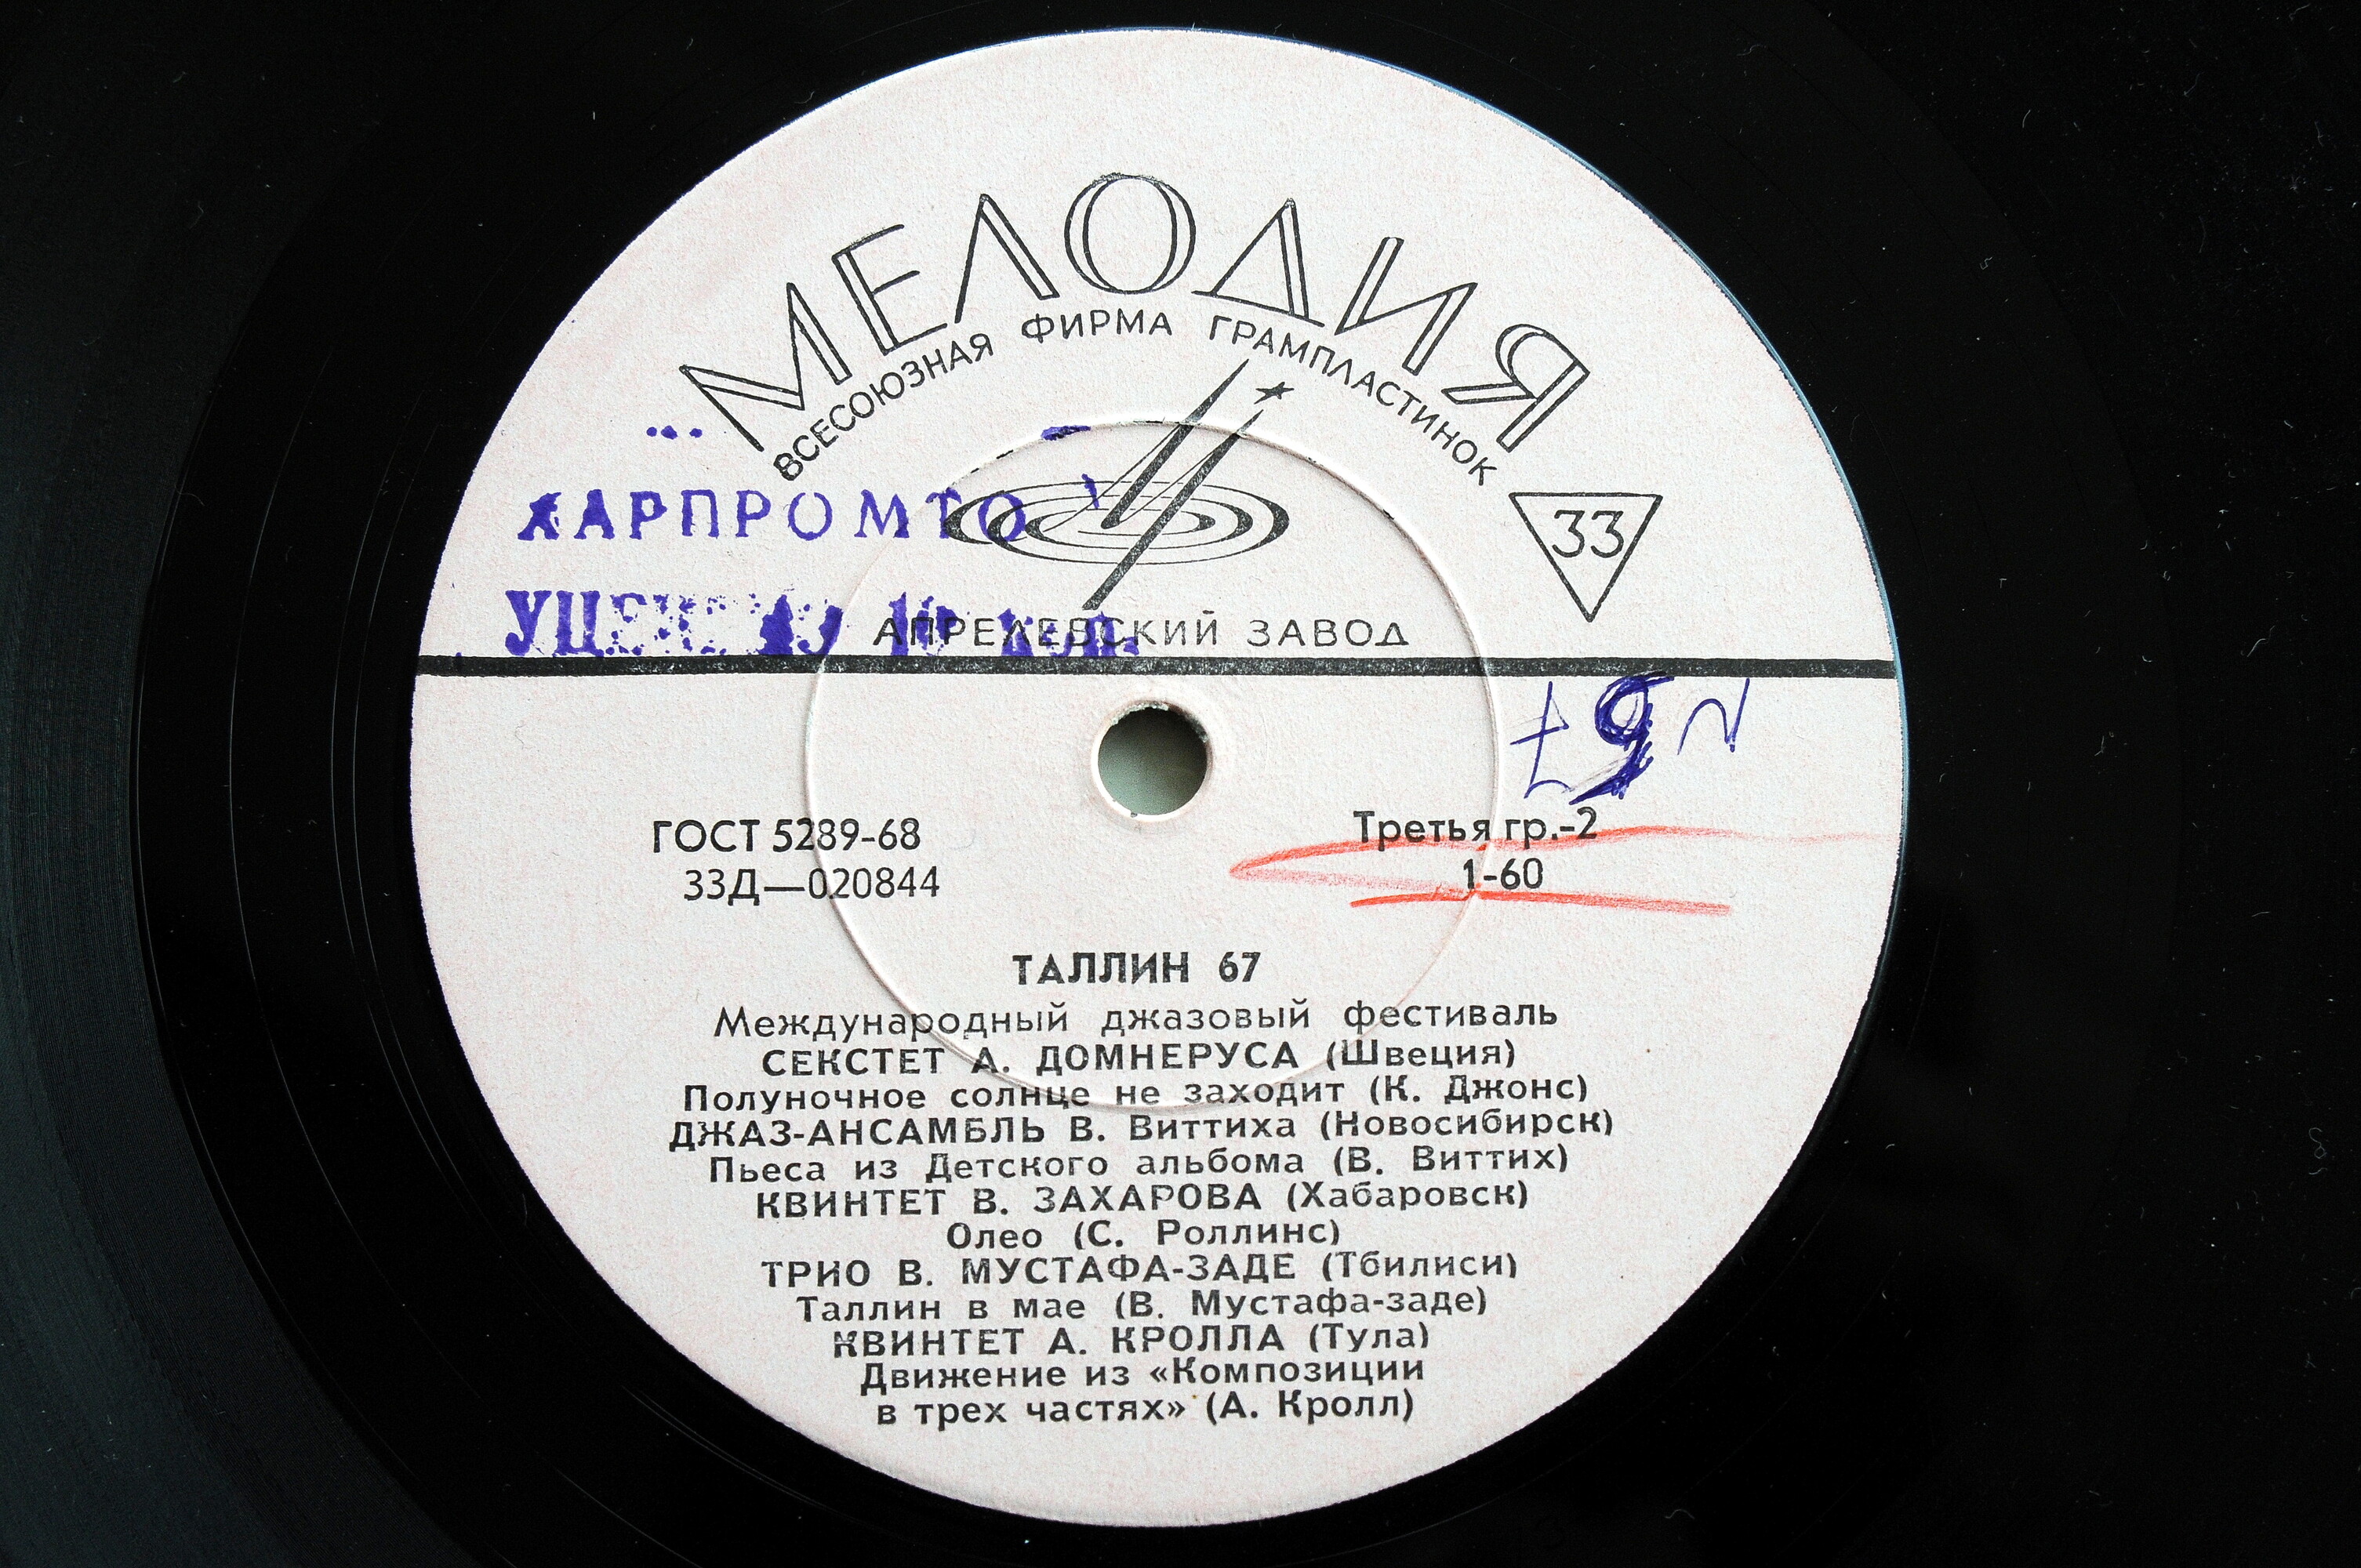 МЕЛОДИЯ
ВСЕСОЮЗНАЯ ФИРМА ГРАМПЛАСТИНОК
33
ХАРПРОМТО
АПРЕЛЕВСКИЙ ЗАВОД
ГОСТ 5289-68
33Д—020844
Третья гр.-2
1-60
ТАЛЛИН 67
Международный джазовый фестиваль
СЕКСТЕТ А. ДОМНЕРУСА (Швеция)
Полуночное солнце не заходит (К. Джонс)
ДЖАЗ-АНСАМБЛЬ В. Виттиха (Новосибирск)
Пьеса из Детского альбома (В. Виттих)
КВИНТЕТ В. ЗАХАРОВА (Хабаровск)
Олео (С. Роллинс)
ТРИО В. МУСТАФА-ЗАДЕ (Тбилиси)
Таллин в мае (В. Мустафа-заде)
КВИНТЕТ А. КРОЛЛА (Тула)
Движение из «Композиции
в трех частях» (А. Кролл)